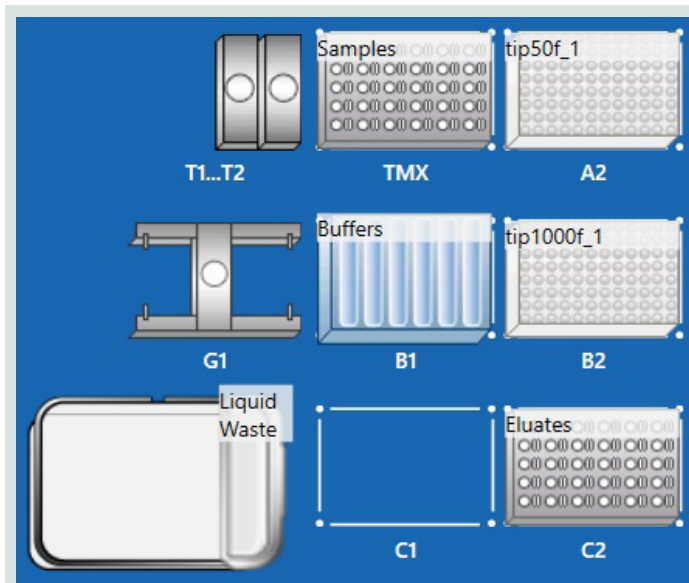 Samples
tip50f_1
T1...T2
TMX
A2
Buffers
tip1000f_1
G1
B1
B2
Liquid
Waste
Eluates
C1
C2